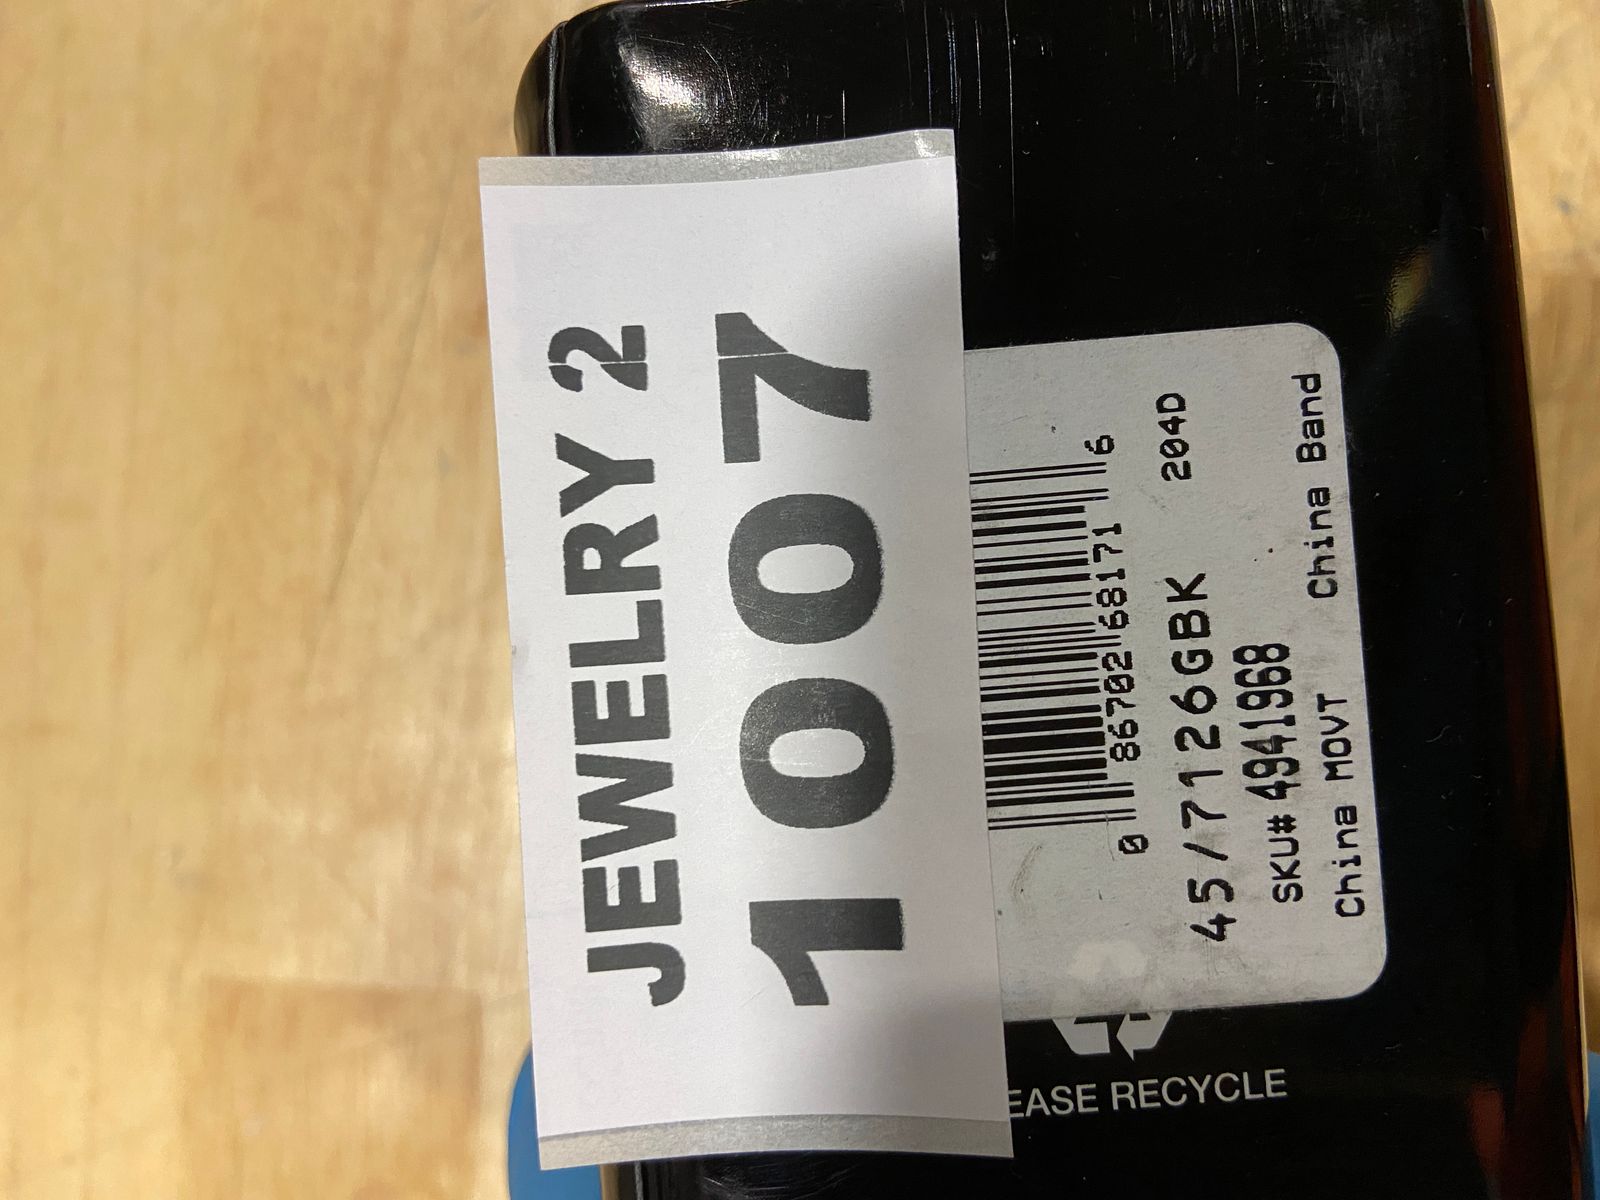 JEWELRY 2
1007
0 86702 68171 6
45/7126GBK 204D
SKU# 4941968
China MOVT China Band
EASE RECYCLE